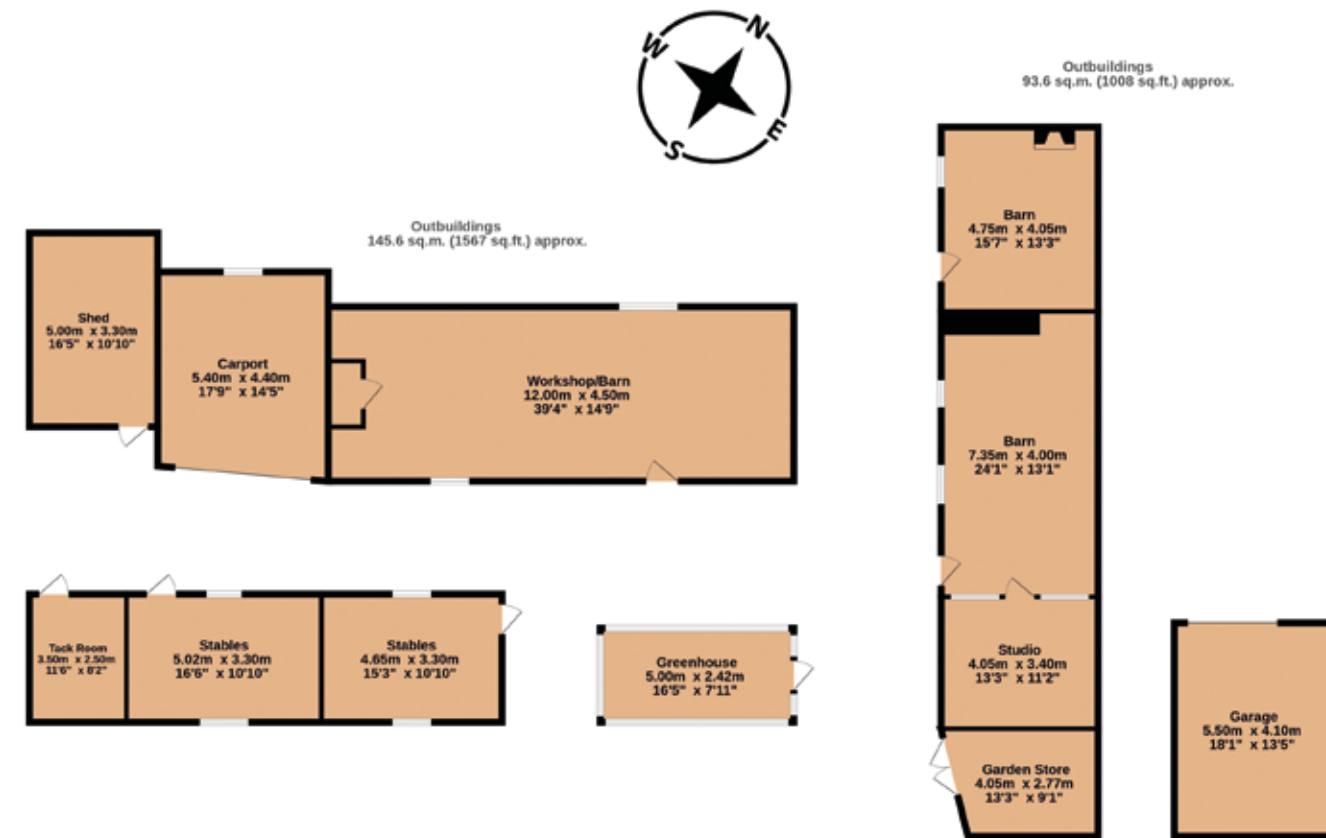 N
W
E
S
Outbuildings
93.6 sq.m. (1008 sq.ft.) approx.
Outbuildings
145.6 sq.m. (1567 sq.ft.) approx.
Shed
5.00m x 3.30m
16'5" x 10'10"
Carport
5.40m x 4.40m
17'9" x 14'5"
Workshop/Barn
12.00m x 4.50m
39'4" x 14'9"
Barn
4.75m x 4.05m
15'7" x 13'3"
Barn
7.35m x 4.00m
24'1" x 13'1"
Tack Room
3.50m x 2.50m
11'6" x 8'2"
Stables
5.02m x 3.30m
16'6" x 10'10"
Stables
4.65m x 3.30m
15'3" x 10'10"
Greenhouse
5.00m x 2.42m
16'5" x 7'11"
Studio
4.05m x 3.40m
13'3" x 11'2"
Garden Store
4.05m x 2.77m
13'3" x 9'1"
Garage
5.50m x 4.10m
18'1" x 13'5"